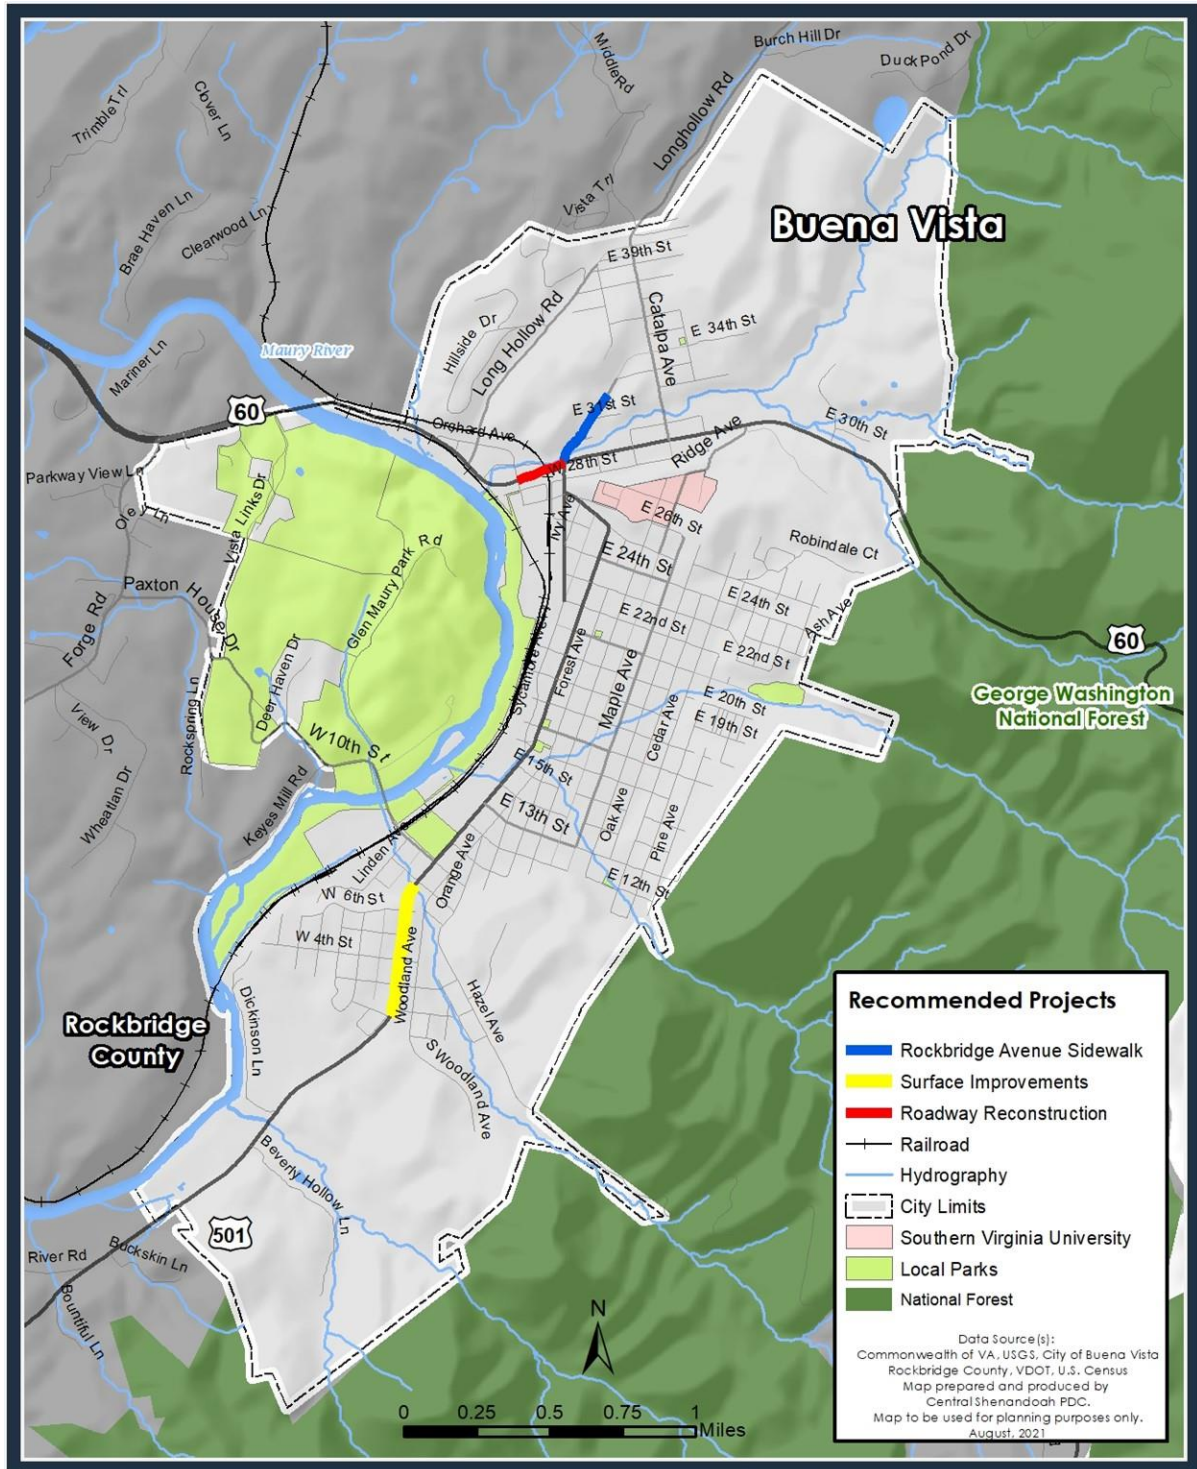 Burch Hill Dr
Duck Pond Dr
Middle Rd
Longhollow Rd
Trimble Trl
Clover Ln
Vista Trl
Brae Haven Ln
Clearwood Ln
Buena Vista
E 39th St
Catalpa Ave
E 34th St
Hillside Dr
Long Hollow Rd
Maury River
Mariner Ln
60
E 31st St
E 30th St
Orchard Ave
Ridge Ave
W 28th St
Parkway View Ln
Oley Ln
Vista Links Dr
Ivy Ave
E 26th St
Glen Maury Park Rd
E 24th St
Robindale Ct
Paxton House Dr
Forge Rd
E 24th St
Ash Ave
E 22nd St
E 22nd St
60
Deer Haven Dr
Sycamore Ave
Forest Ave
Maple Ave
George Washington
National Forest
E 20th St
E 19th St
Cedar Ave
Rockspring Ln
View Dr
W 10th St
E 15th St
Wheatlan Dr
Keyes Mill Rd
E 13th St
Oak Ave
Pine Ave
Linden Ave
Orange Ave
E 12th St
W 6th St
W 4th St
Woodland Ave
Hazel Ave
Dickinson Ln
Rockbridge
County
S Woodland Ave
Beverly Hollow Ln
501
River Rd
Buckskin Ln
Bountiful Ln
Recommended Projects
Rockbridge Avenue Sidewalk
Surface Improvements
Roadway Reconstruction
Railroad
Hydrography
City Limits
Southern Virginia University
Local Parks
National Forest
Data Source(s):
Commonwealth of VA, USGS, City of Buena Vista
Rockbridge County, VDOT, U.S. Census
Map prepared and produced by
Central Shenandoah PDC.
Map to be used for planning purposes only.
August, 2021
N
0 0.25 0.5 0.75 1
Miles